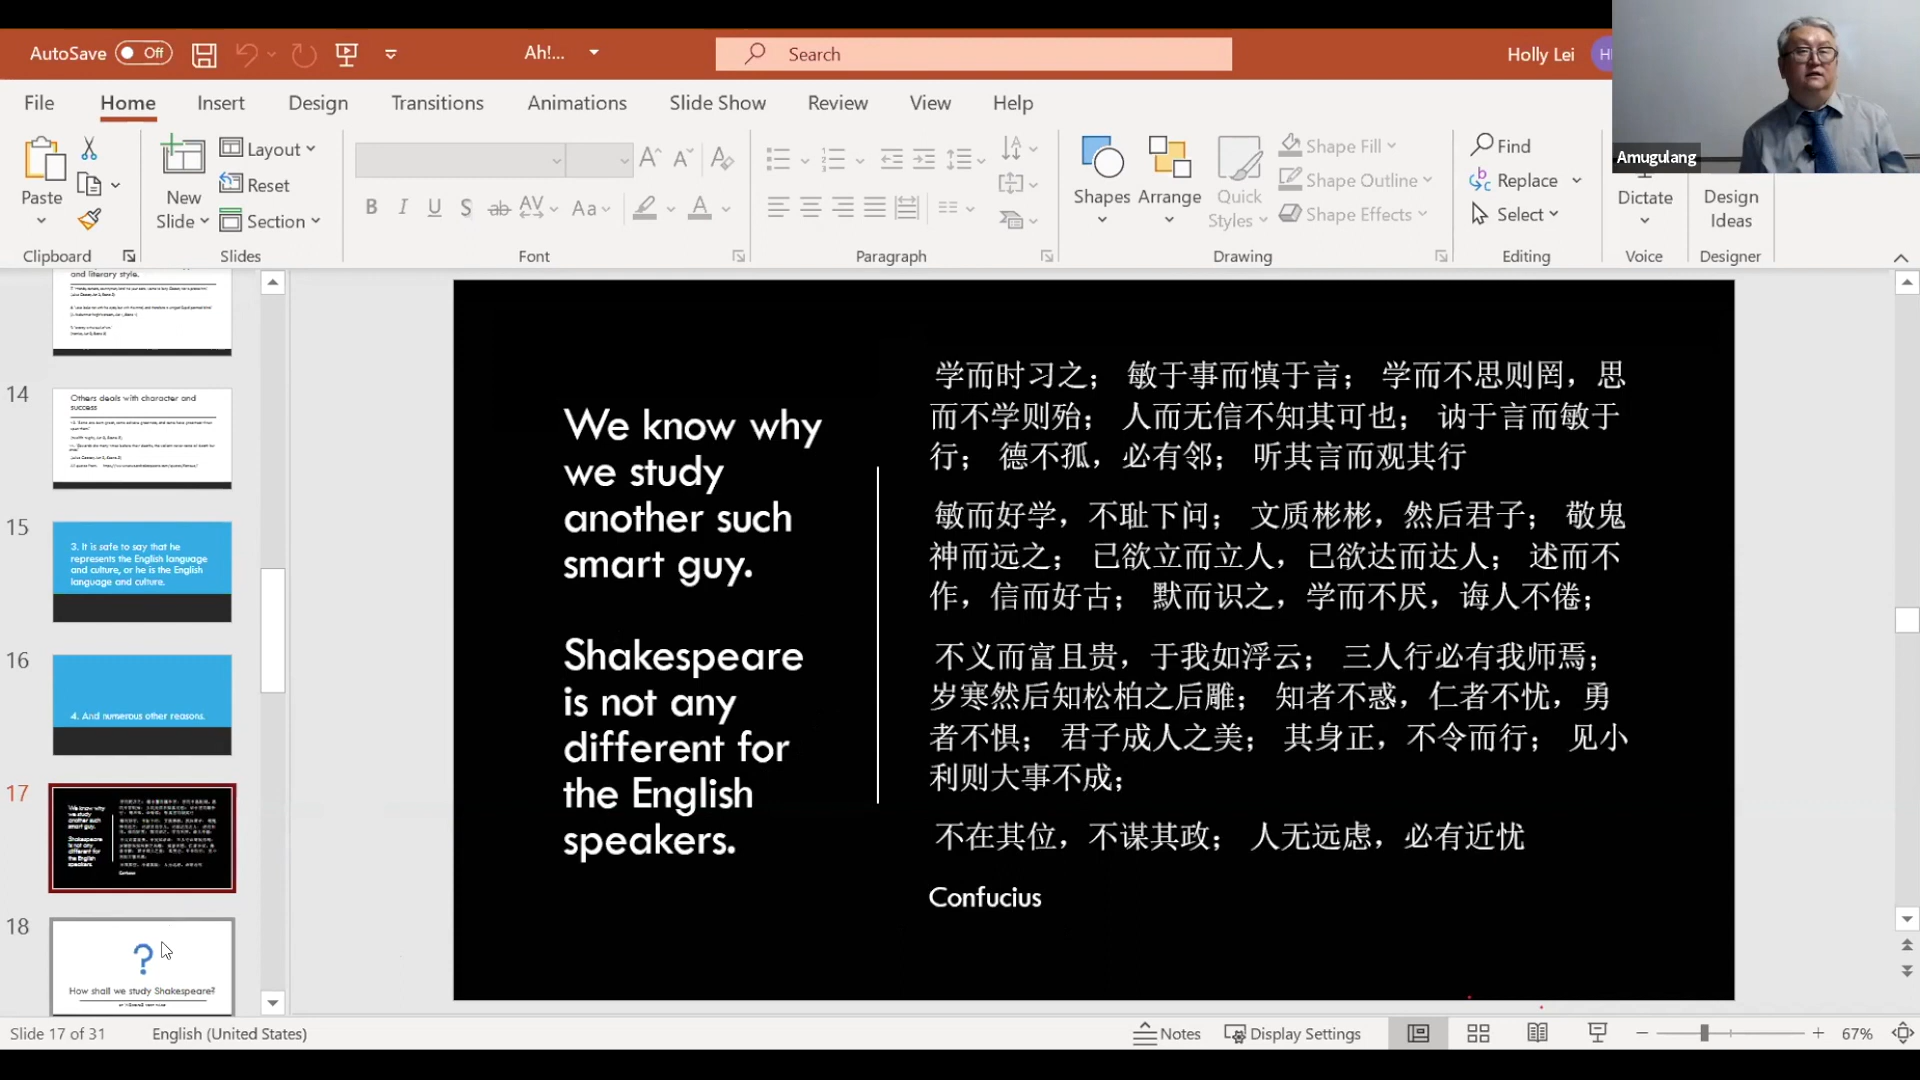 AutoSave Off Ah!... Search Holly Lei
File Home Insert Design Transitions Animations Slide Show Review View Help
Paste New Slide Layout Reset Section
Shapes Arrange Quick Styles Shape Fill Shape Outline Shape Effects
Find Replace Select Dictate Design Ideas
Clipboard Slides Font Paragraph Drawing Editing Voice Designer
Amugulang
and literary style.
14
Others deals with character and
success
15
3. It is safe to say that he
represents the English language
and culture, or he is the English
language and culture.
16
4. And numerous other reasons.
17
18
?
How shall we study Shakespeare?
We know why
we study
another such
smart guy.
Shakespeare
is not any
different for
the English
speakers.
学而时习之； 敏于事而慎于言； 学而不思则罔，思
而不学则殆； 人而无信不知其可也； 讷于言而敏于
行； 德不孤，必有邻； 听其言而观其行
敏而好学，不耻下问； 文质彬彬，然后君子； 敬鬼
神而远之； 已欲立而立人，已欲达而达人； 述而不
作，信而好古； 默而识之，学而不厌，诲人不倦；
不义而富且贵，于我如浮云； 三人行必有我师焉；
岁寒然后知松柏之后雕； 知者不惑，仁者不忧，勇
者不惧； 君子成人之美； 其身正，不令而行； 见小
利则大事不成；
不在其位，不谋其政； 人无远虑，必有近忧
Confucius
Slide 17 of 31 English (United States) Notes Display Settings 67%